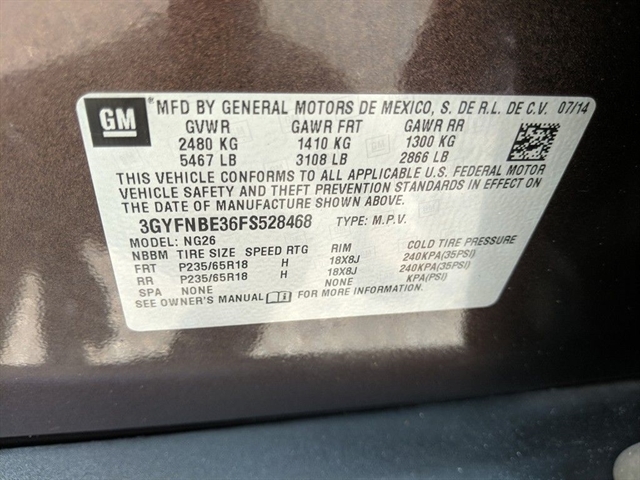 GM
*MFD BY GENERAL MOTORS DE MEXICO, S. DE R.L. DE C.V. 07/14
GVWR GAWR FRT GAWR RR
2480 KG 1410 KG 1300 KG
5467 LB 3108 LB 2866 LB
THIS VEHICLE CONFORMS TO ALL APPLICABLE U.S. FEDERAL MOTOR
VEHICLE SAFETY AND THEFT PREVENTION STANDARDS IN EFFECT ON
THE DATE OF MANUFACTURE SHOWN ABOVE.
3GYFNBE36FS528468 TYPE: M.P.V.
MODEL: NG26
NBBM TIRE SIZE SPEED RTG RIM COLD TIRE PRESSURE
FRT P235/65R18 H 18X8J 240KPA(35PSI)
RR P235/65R18 H 18X8J 240KPA(35PSI)
SPA NONE NONE KPA(PSI)
SEE OWNER'S MANUAL FOR MORE INFORMATION.